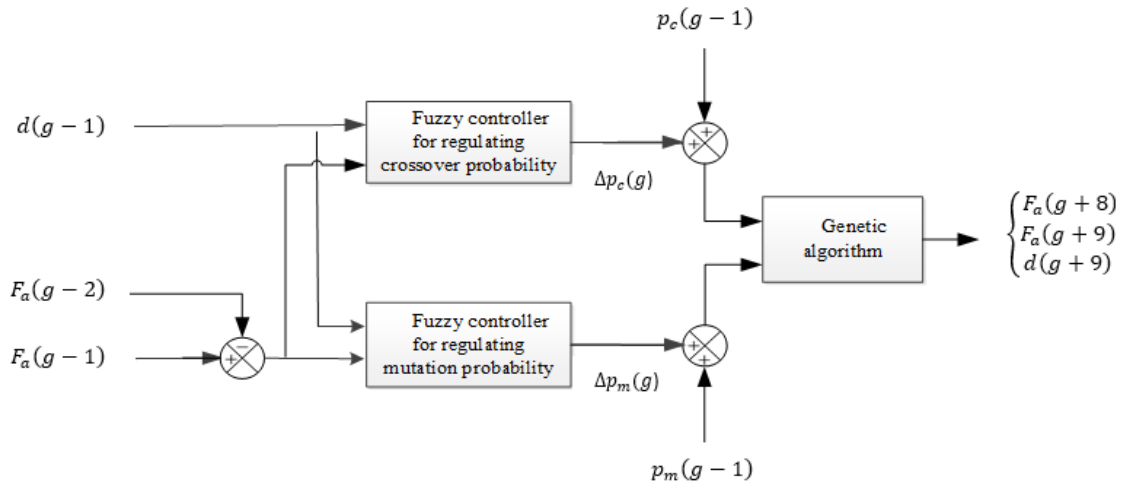 p_c(g − 1)
d(g − 1)
Fuzzy controller
for regulating
crossover probability
+
+
Δp_c(g)
Genetic
algorithm
F_a(g + 8)
F_a(g + 9)
d(g + 9)
F_a(g − 2)
F_a(g − 1)
−
+
Fuzzy controller
for regulating
mutation probability
+
+
Δp_m(g)
p_m(g − 1)